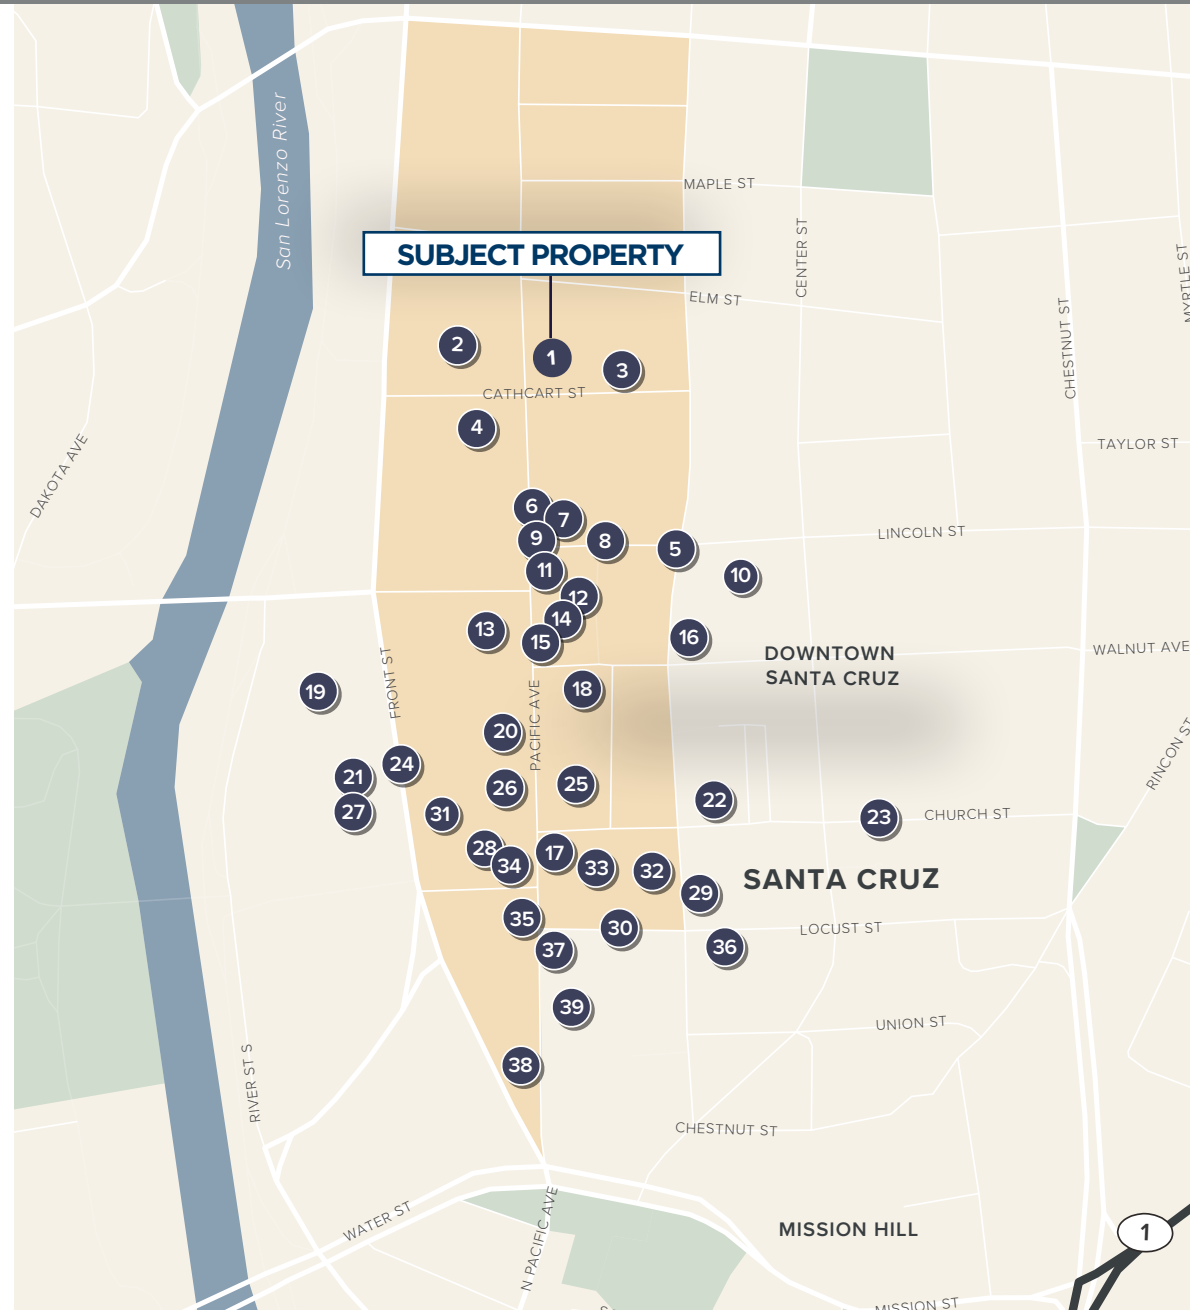 San Lorenzo River
MAPLE ST
CENTER ST
MYRTLE ST
SUBJECT PROPERTY
ELM ST
CHESTNUT ST
2
1
3
CATHCART ST
4
DAKOTA AVE
TAYLOR ST
6
7
9
8
5
LINCOLN ST
11
10
12
14
13
15
16
DOWNTOWN
SANTA CRUZ
WALNUT AVE
FRONT ST
PACIFIC AVE
19
18
20
RINCON ST
24
21
26
25
22
27
31
23
CHURCH ST
28
34
17
33
32
SANTA CRUZ
29
35
30
LOCUST ST
37
36
39
UNION ST
38
RIVER ST S
CHESTNUT ST
WATER ST
N PACIFIC AVE
MISSION HILL
1
MISSION ST